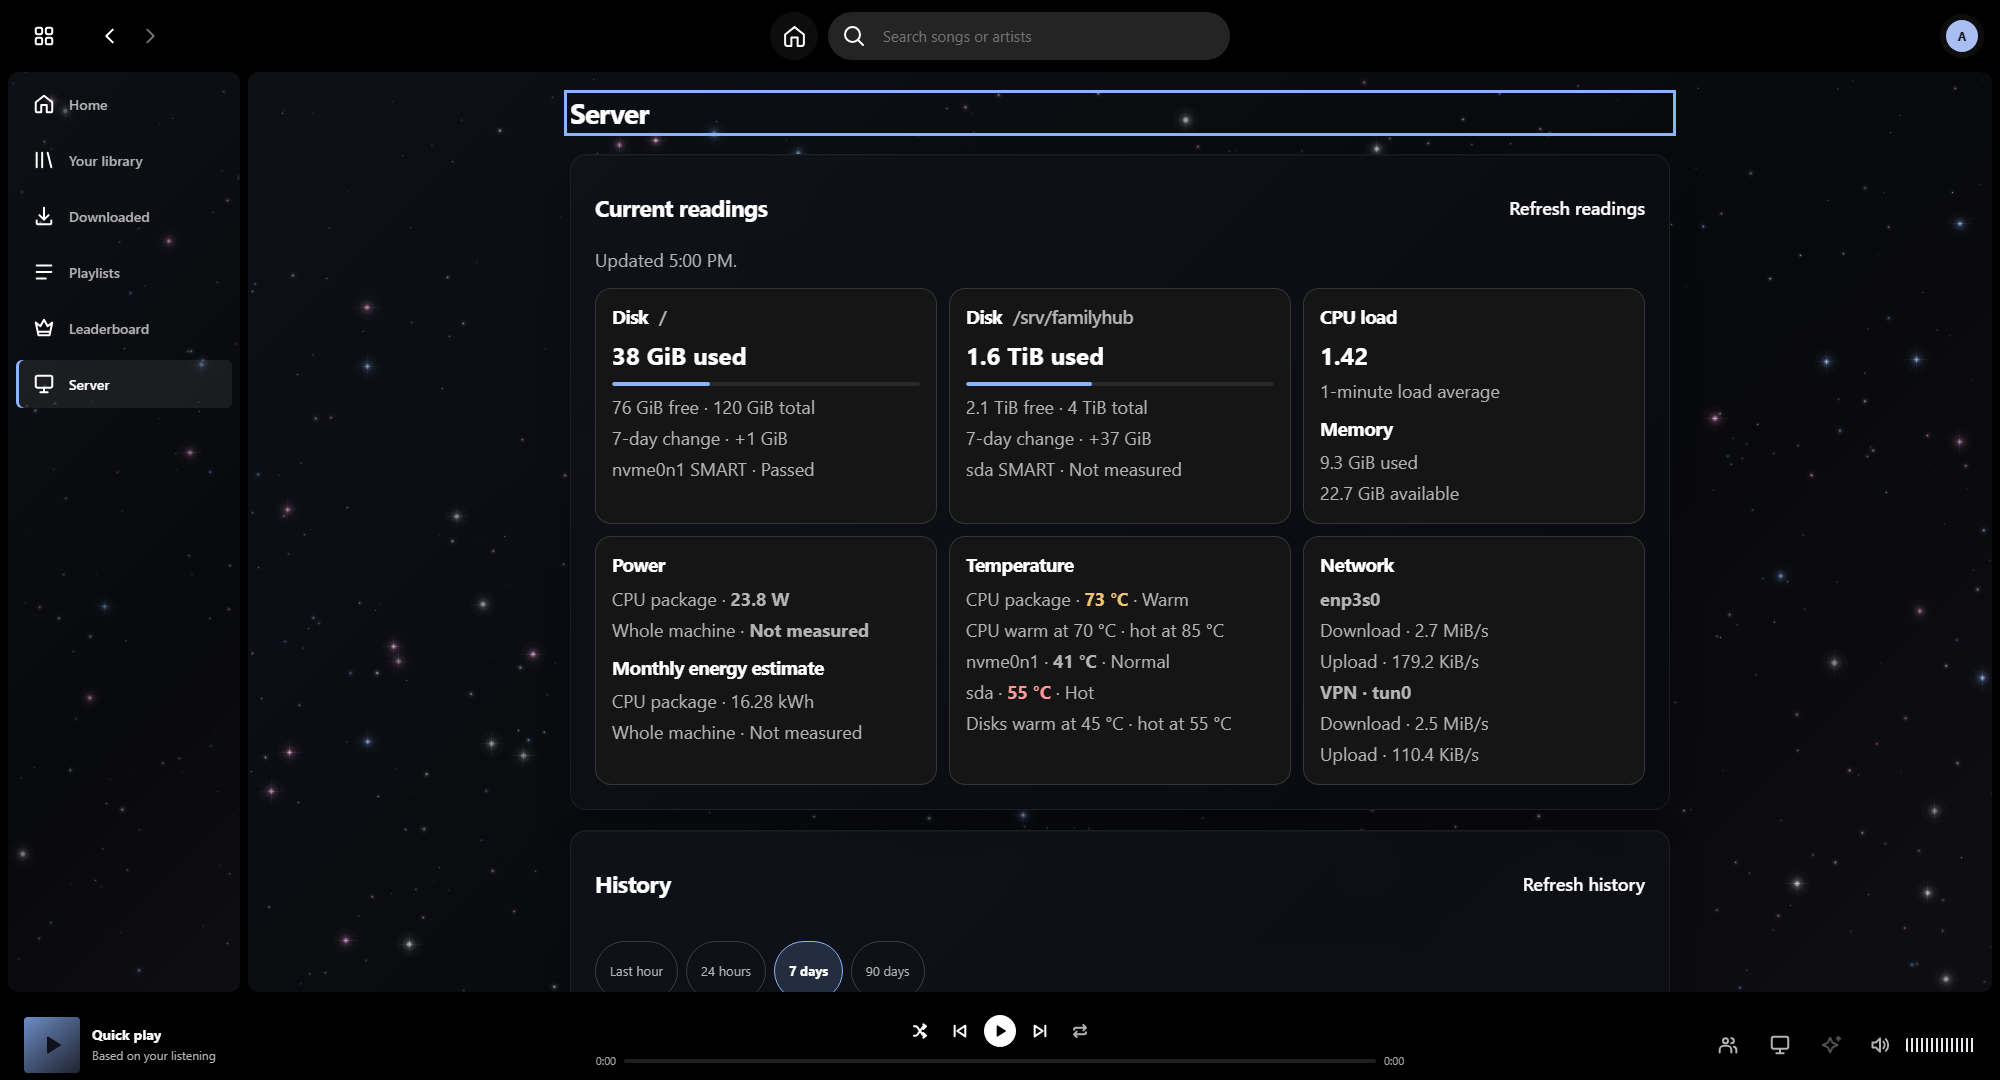 Search songs or artists
A
Home
Your library
Downloaded
Playlists
Leaderboard
Server
Server
Current readings
Refresh readings
Updated 5:00 PM.
Disk /
38 GiB used
76 GiB free · 120 GiB total
7-day change · +1 GiB
nvme0n1 SMART · Passed
Disk /srv/familyhub
1.6 TiB used
2.1 TiB free · 4 TiB total
7-day change · +37 GiB
sda SMART · Not measured
CPU load
1.42
1-minute load average
Memory
9.3 GiB used
22.7 GiB available
Power
CPU package · 23.8 W
Whole machine · Not measured
Monthly energy estimate
CPU package · 16.28 kWh
Whole machine · Not measured
Temperature
CPU package · 73 °C · Warm
CPU warm at 70 °C · hot at 85 °C
nvme0n1 · 41 °C · Normal
sda · 55 °C · Hot
Disks warm at 45 °C · hot at 55 °C
Network
enp3s0
Download · 2.7 MiB/s
Upload · 179.2 KiB/s
VPN · tun0
Download · 2.5 MiB/s
Upload · 110.4 KiB/s
History
Refresh history
Last hour
24 hours
7 days
90 days
Quick play
Based on your listening
0:00
0:00